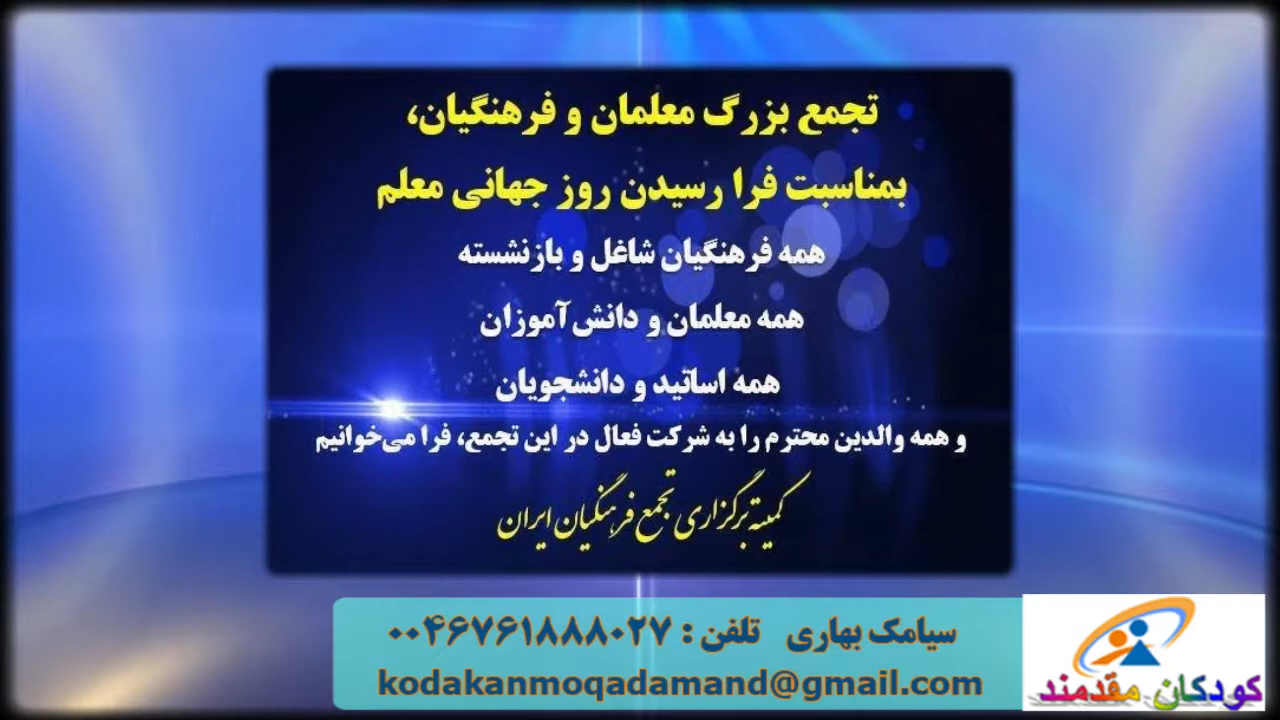 تجمع بزرگ معلمان و فرهنگیان،
بمناسبت فرا رسیدن روز جهانی معلم
همه فرهنگیان شاغل و بازنشسته
همه معلمان و دانش‌آموزان
همه اساتید و دانشجویان
و همه والدین محترم را به شرکت فعال در این تجمع، فرا می‌خوانیم
کمیته برگزاری تجمع فرهنگیان ایران
سیامک بهاری تلفن : ۰۰۴۶۷۶۱۸۸۸۰۲۷
kodakanmoqadamand@gmail.com
کودکان مقدمند